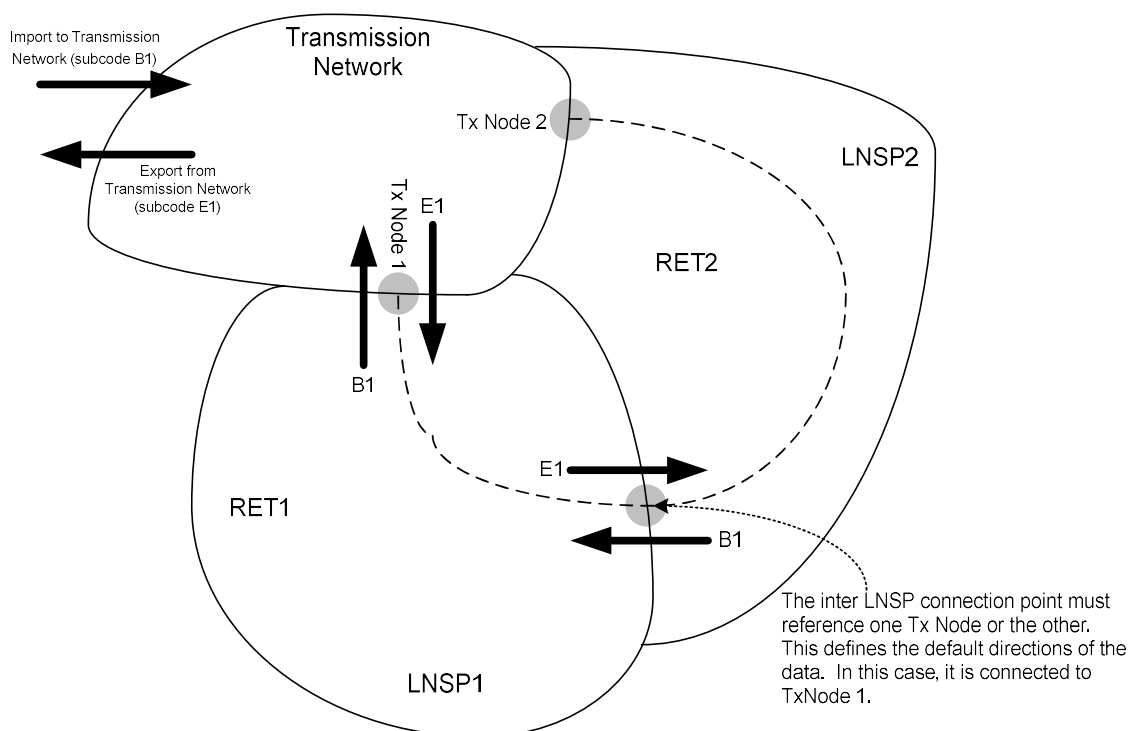 Import to Transmission
Network (subcode B1)
Transmission
Network
Tx Node 2
LNSP2
Export from
Transmission Network
(subcode E1)
Tx Node 1
E1
RET2
B1
E1
RET1
B1
The inter LNSP connection point must
reference one Tx Node or the other.
This defines the default directions of the
data.  In this case, it is connected to
TxNode 1.
LNSP1